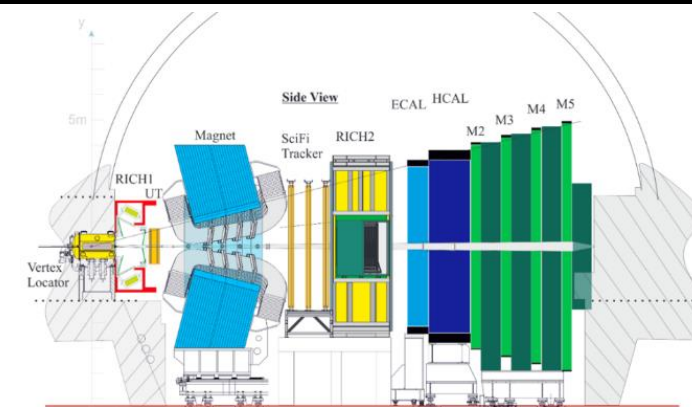 y
5m
Side View
ECAL
HCAL
M2
M3
M4
M5
Magnet
SciFi
Tracker
RICH2
RICH1
UT
Vertex
Locator